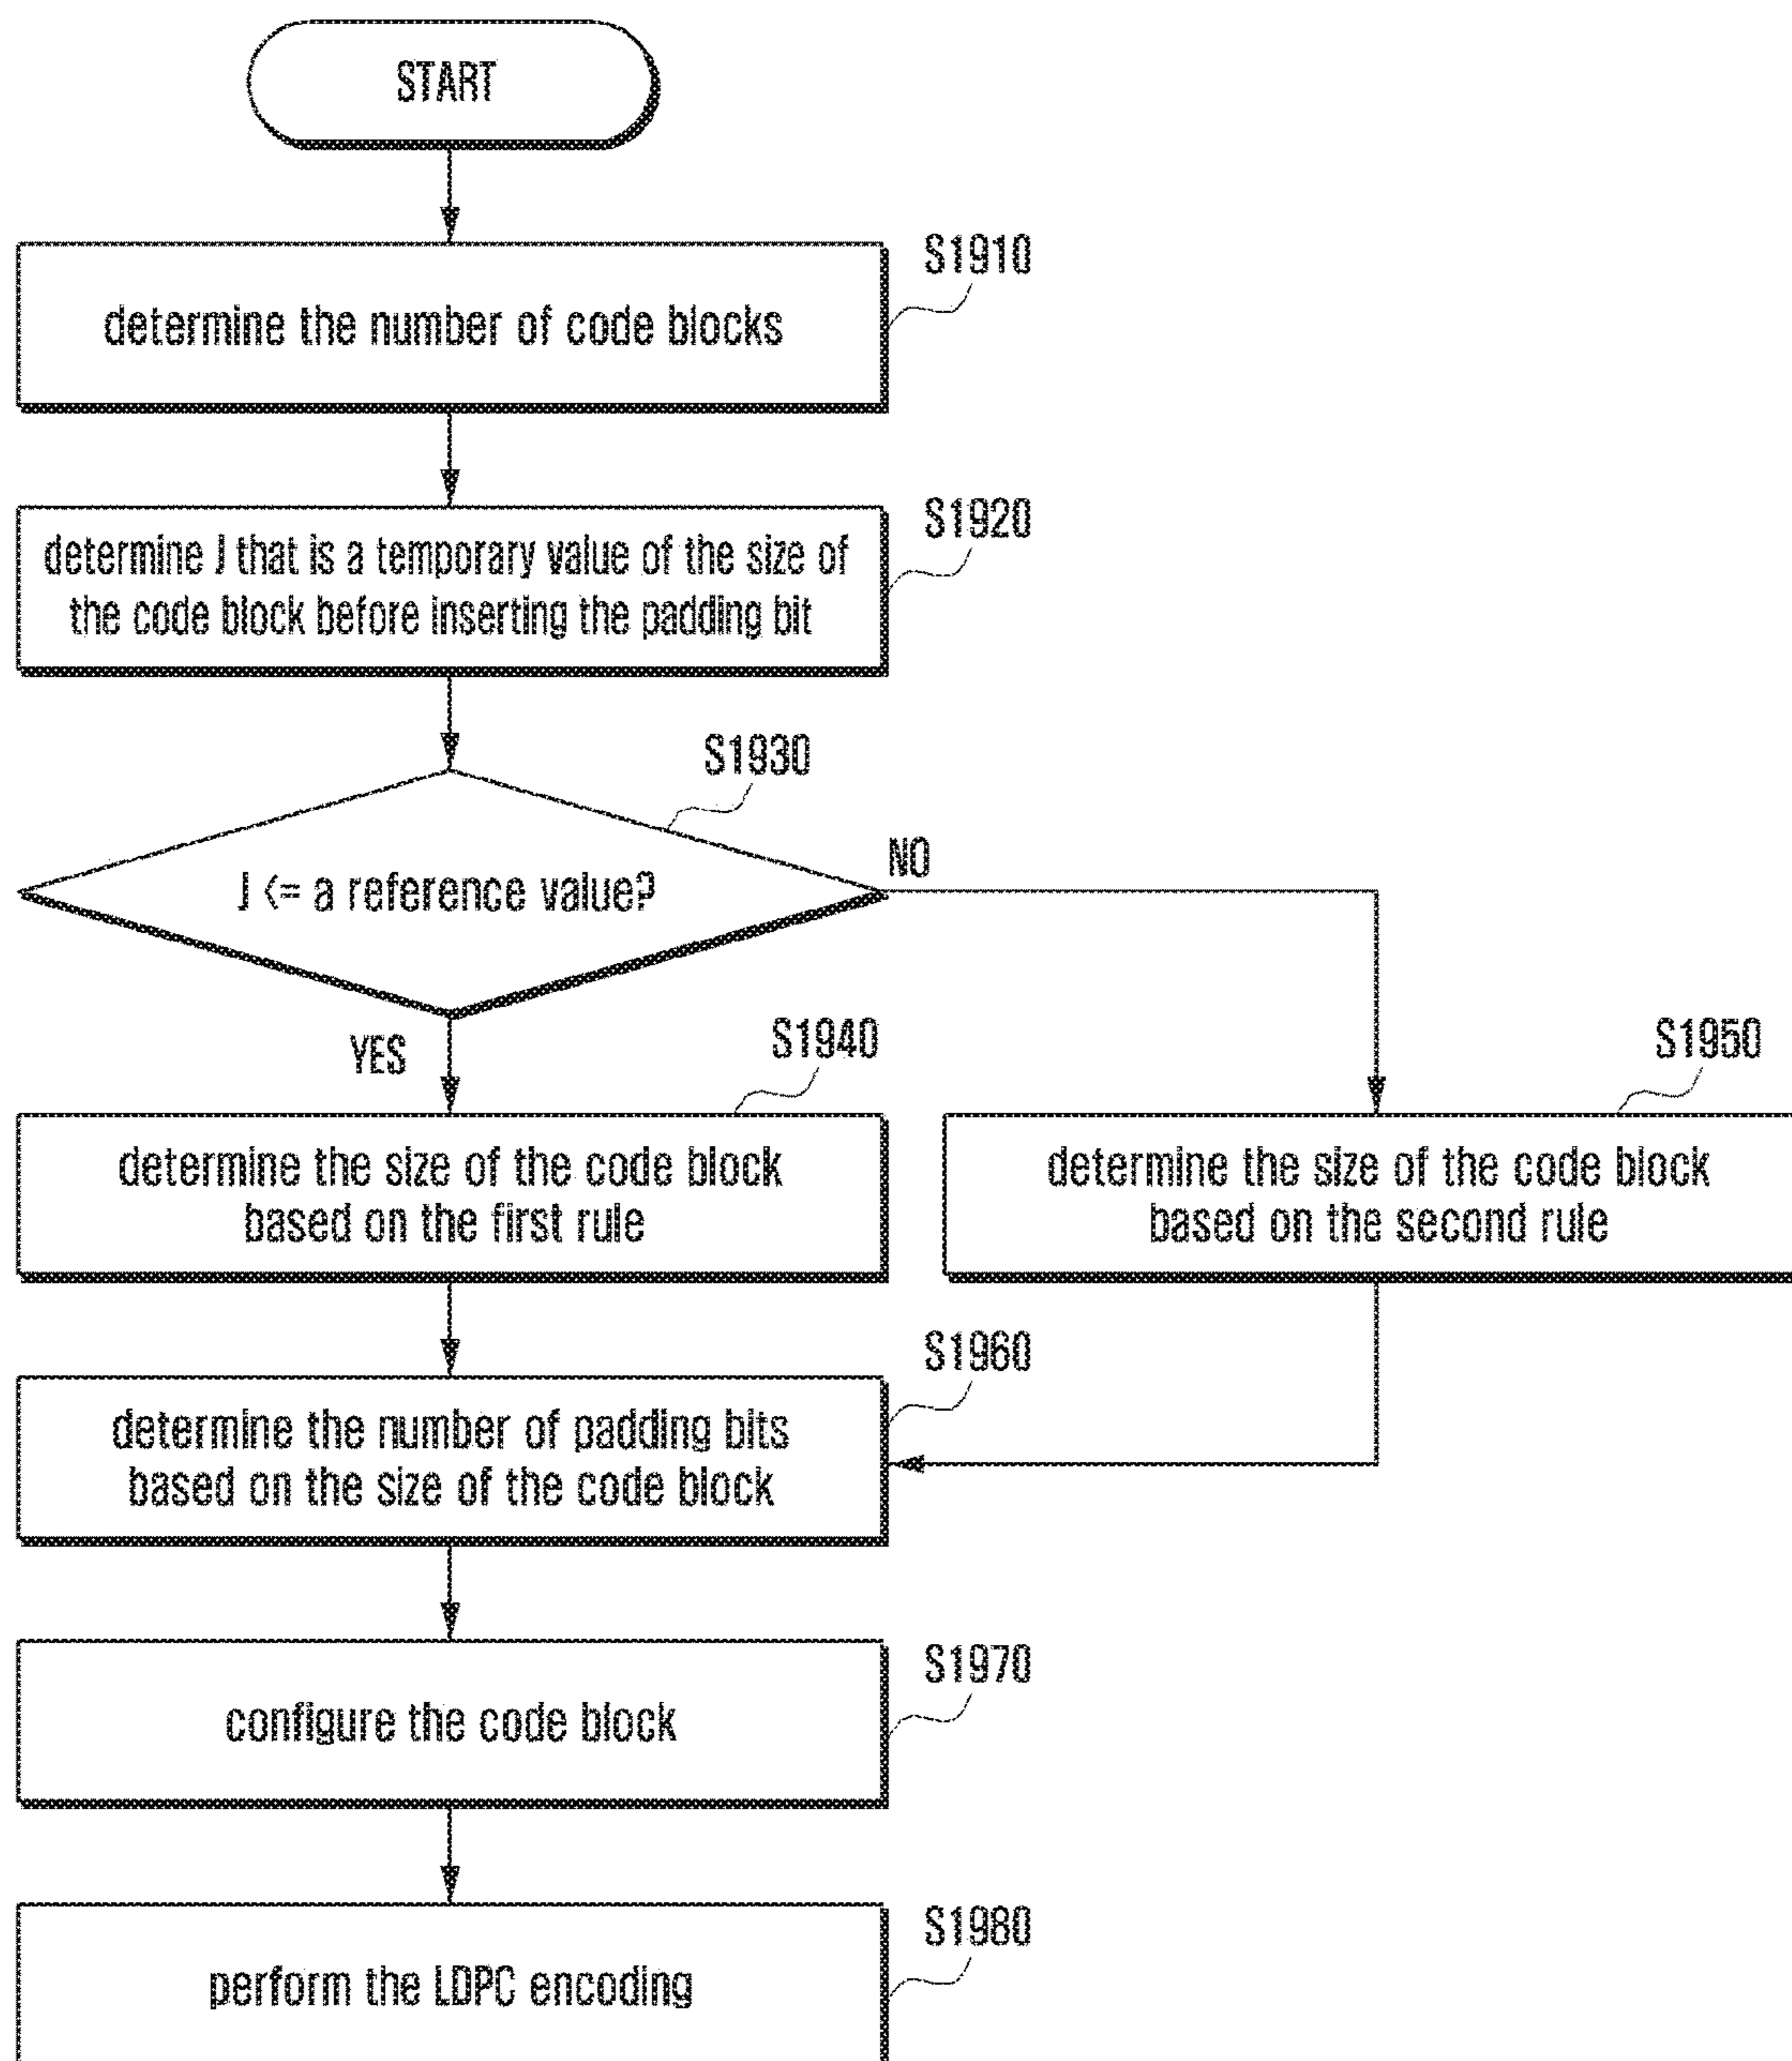 START
S1910
determine the number of code blocks
S1920
determine J that is a temporary value of the size of
the code block before inserting the padding bit
S1930
J <= a reference value?
NO
YES
S1940
determine the size of the code block
based on the first rule
S1950
determine the size of the code block
based on the second rule
S1960
determine the number of padding bits
based on the size of the code block
S1970
configure the code block
S1980
perform the LDPC encoding